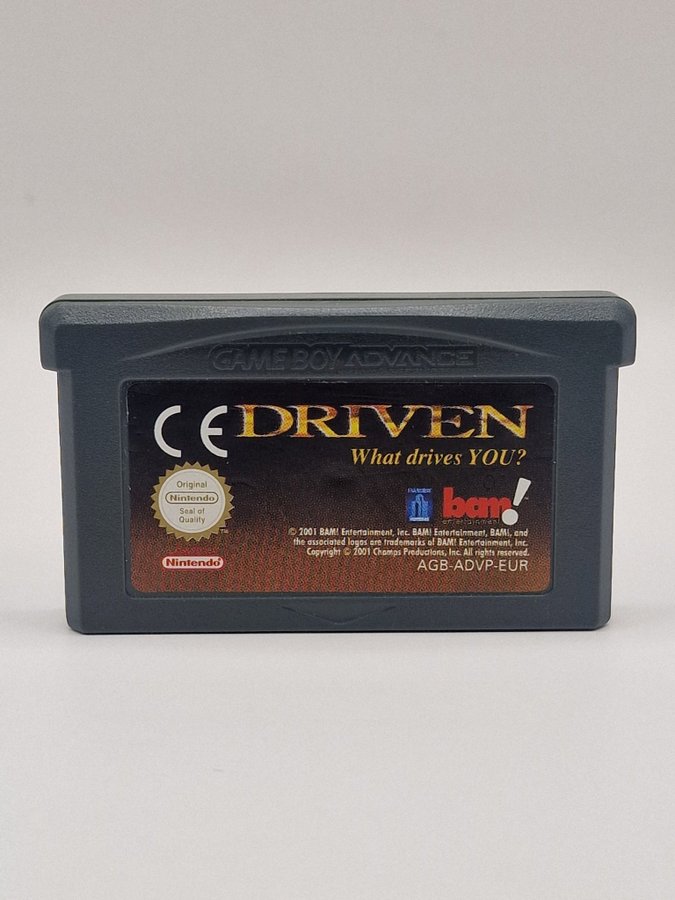 GAME BOY ADVANCE
CE
DRIVEN
What drives YOU?
Original
Nintendo
Seal of
Quality
TM
bam!
entertainment
© 2001 BAM! Entertainment, Inc. BAM! Entertainment, BAM!, and
the associated logos are trademarks of BAM! Entertainment, Inc.
Copyright © 2001 Champs Productions, Inc. All rights reserved.
Nintendo
AGB-ADVP-EUR